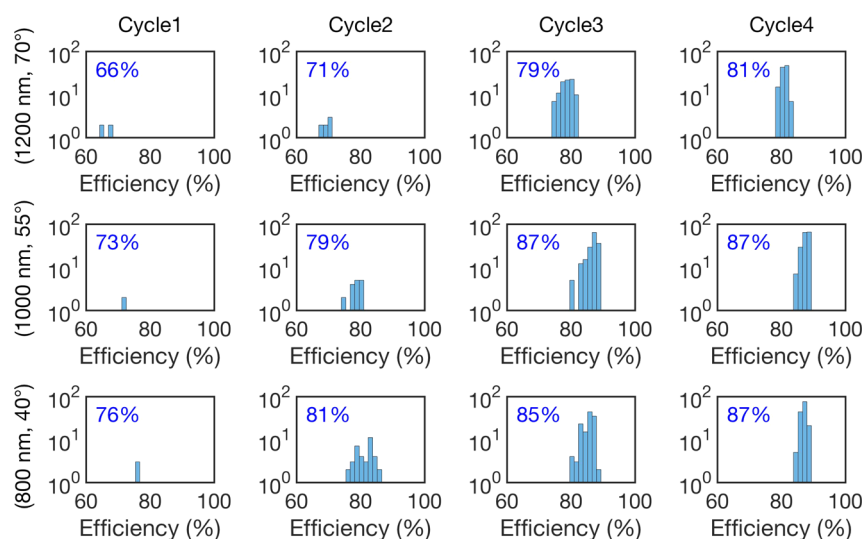 Cycle1 Cycle2 Cycle3 Cycle4
(1200 nm, 70°)
10² 10² 10² 10²
66% 71% 79% 81%
10¹ 10¹ 10¹ 10¹
10⁰ 10⁰ 10⁰ 10⁰
60 80 100 60 80 100 60 80 100 60 80 100
Efficiency (%) Efficiency (%) Efficiency (%) Efficiency (%)
(1000 nm, 55°)
10² 10² 10² 10²
73% 79% 87% 87%
10¹ 10¹ 10¹ 10¹
10⁰ 10⁰ 10⁰ 10⁰
60 80 100 60 80 100 60 80 100 60 80 100
Efficiency (%) Efficiency (%) Efficiency (%) Efficiency (%)
(800 nm, 40°)
10² 10² 10² 10²
76% 81% 85% 87%
10¹ 10¹ 10¹ 10¹
10⁰ 10⁰ 10⁰ 10⁰
60 80 100 60 80 100 60 80 100 60 80 100
Efficiency (%) Efficiency (%) Efficiency (%) Efficiency (%)